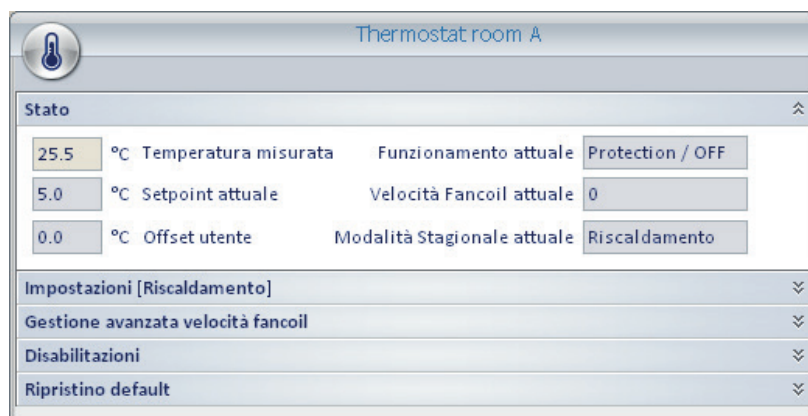 Thermostat room A
Stato
25.5 °C Temperatura misurata Funzionamento attuale Protection / OFF
5.0 °C Setpoint attuale Velocità Fancoil attuale 0
0.0 °C Offset utente Modalità Stagionale attuale Riscaldamento
Impostazioni [Riscaldamento]
Gestione avanzata velocità fancoil
Disabilitazioni
Ripristino default